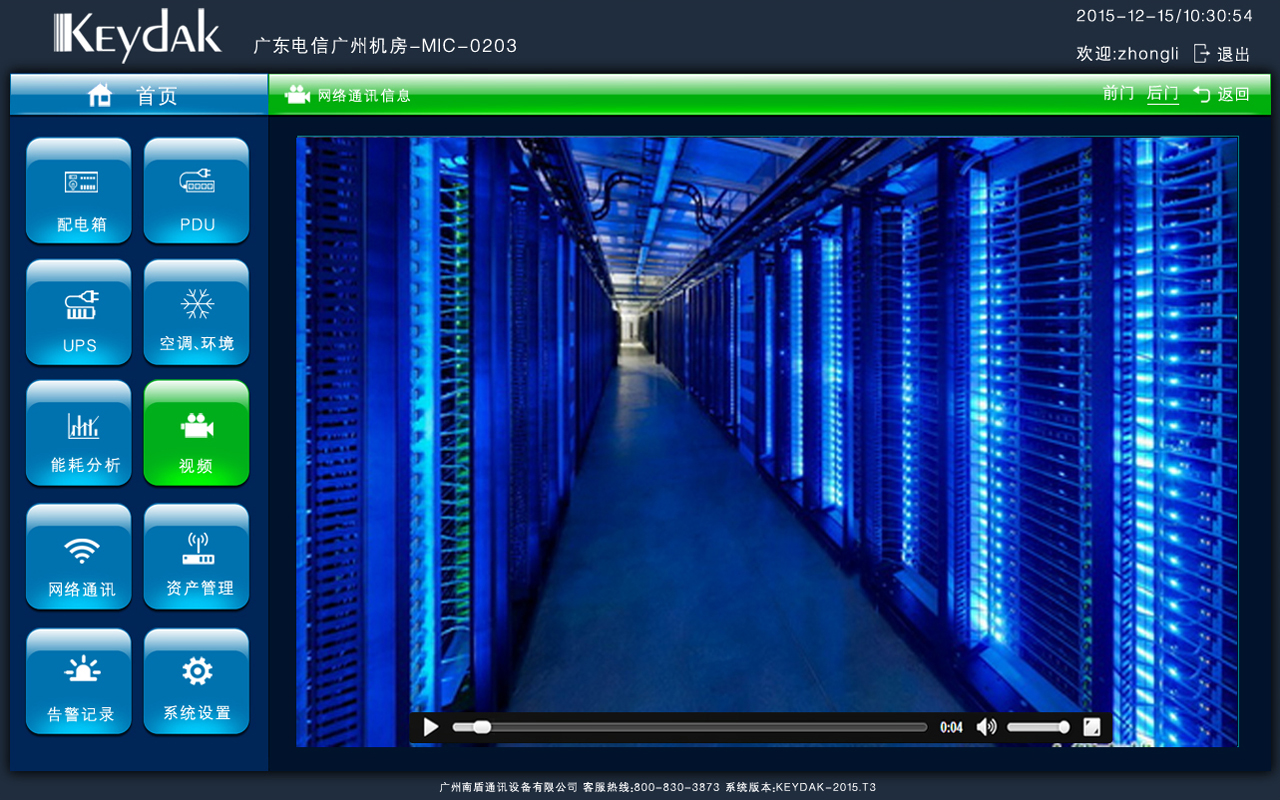 KEydAK
广东电信广州机房-MIC-0203
2015-12-15/10:30:54
欢迎:zhongli 退出
首页
网络通讯信息
前门 后门 返回
配电箱 PDU
UPS 空调、环境
能耗分析 视频
网络通讯 资产管理
告警记录 系统设置
0:04
广州南盾通讯设备有限公司 客服热线:800-830-3873 系统版本:KEYDAK-2015.T3